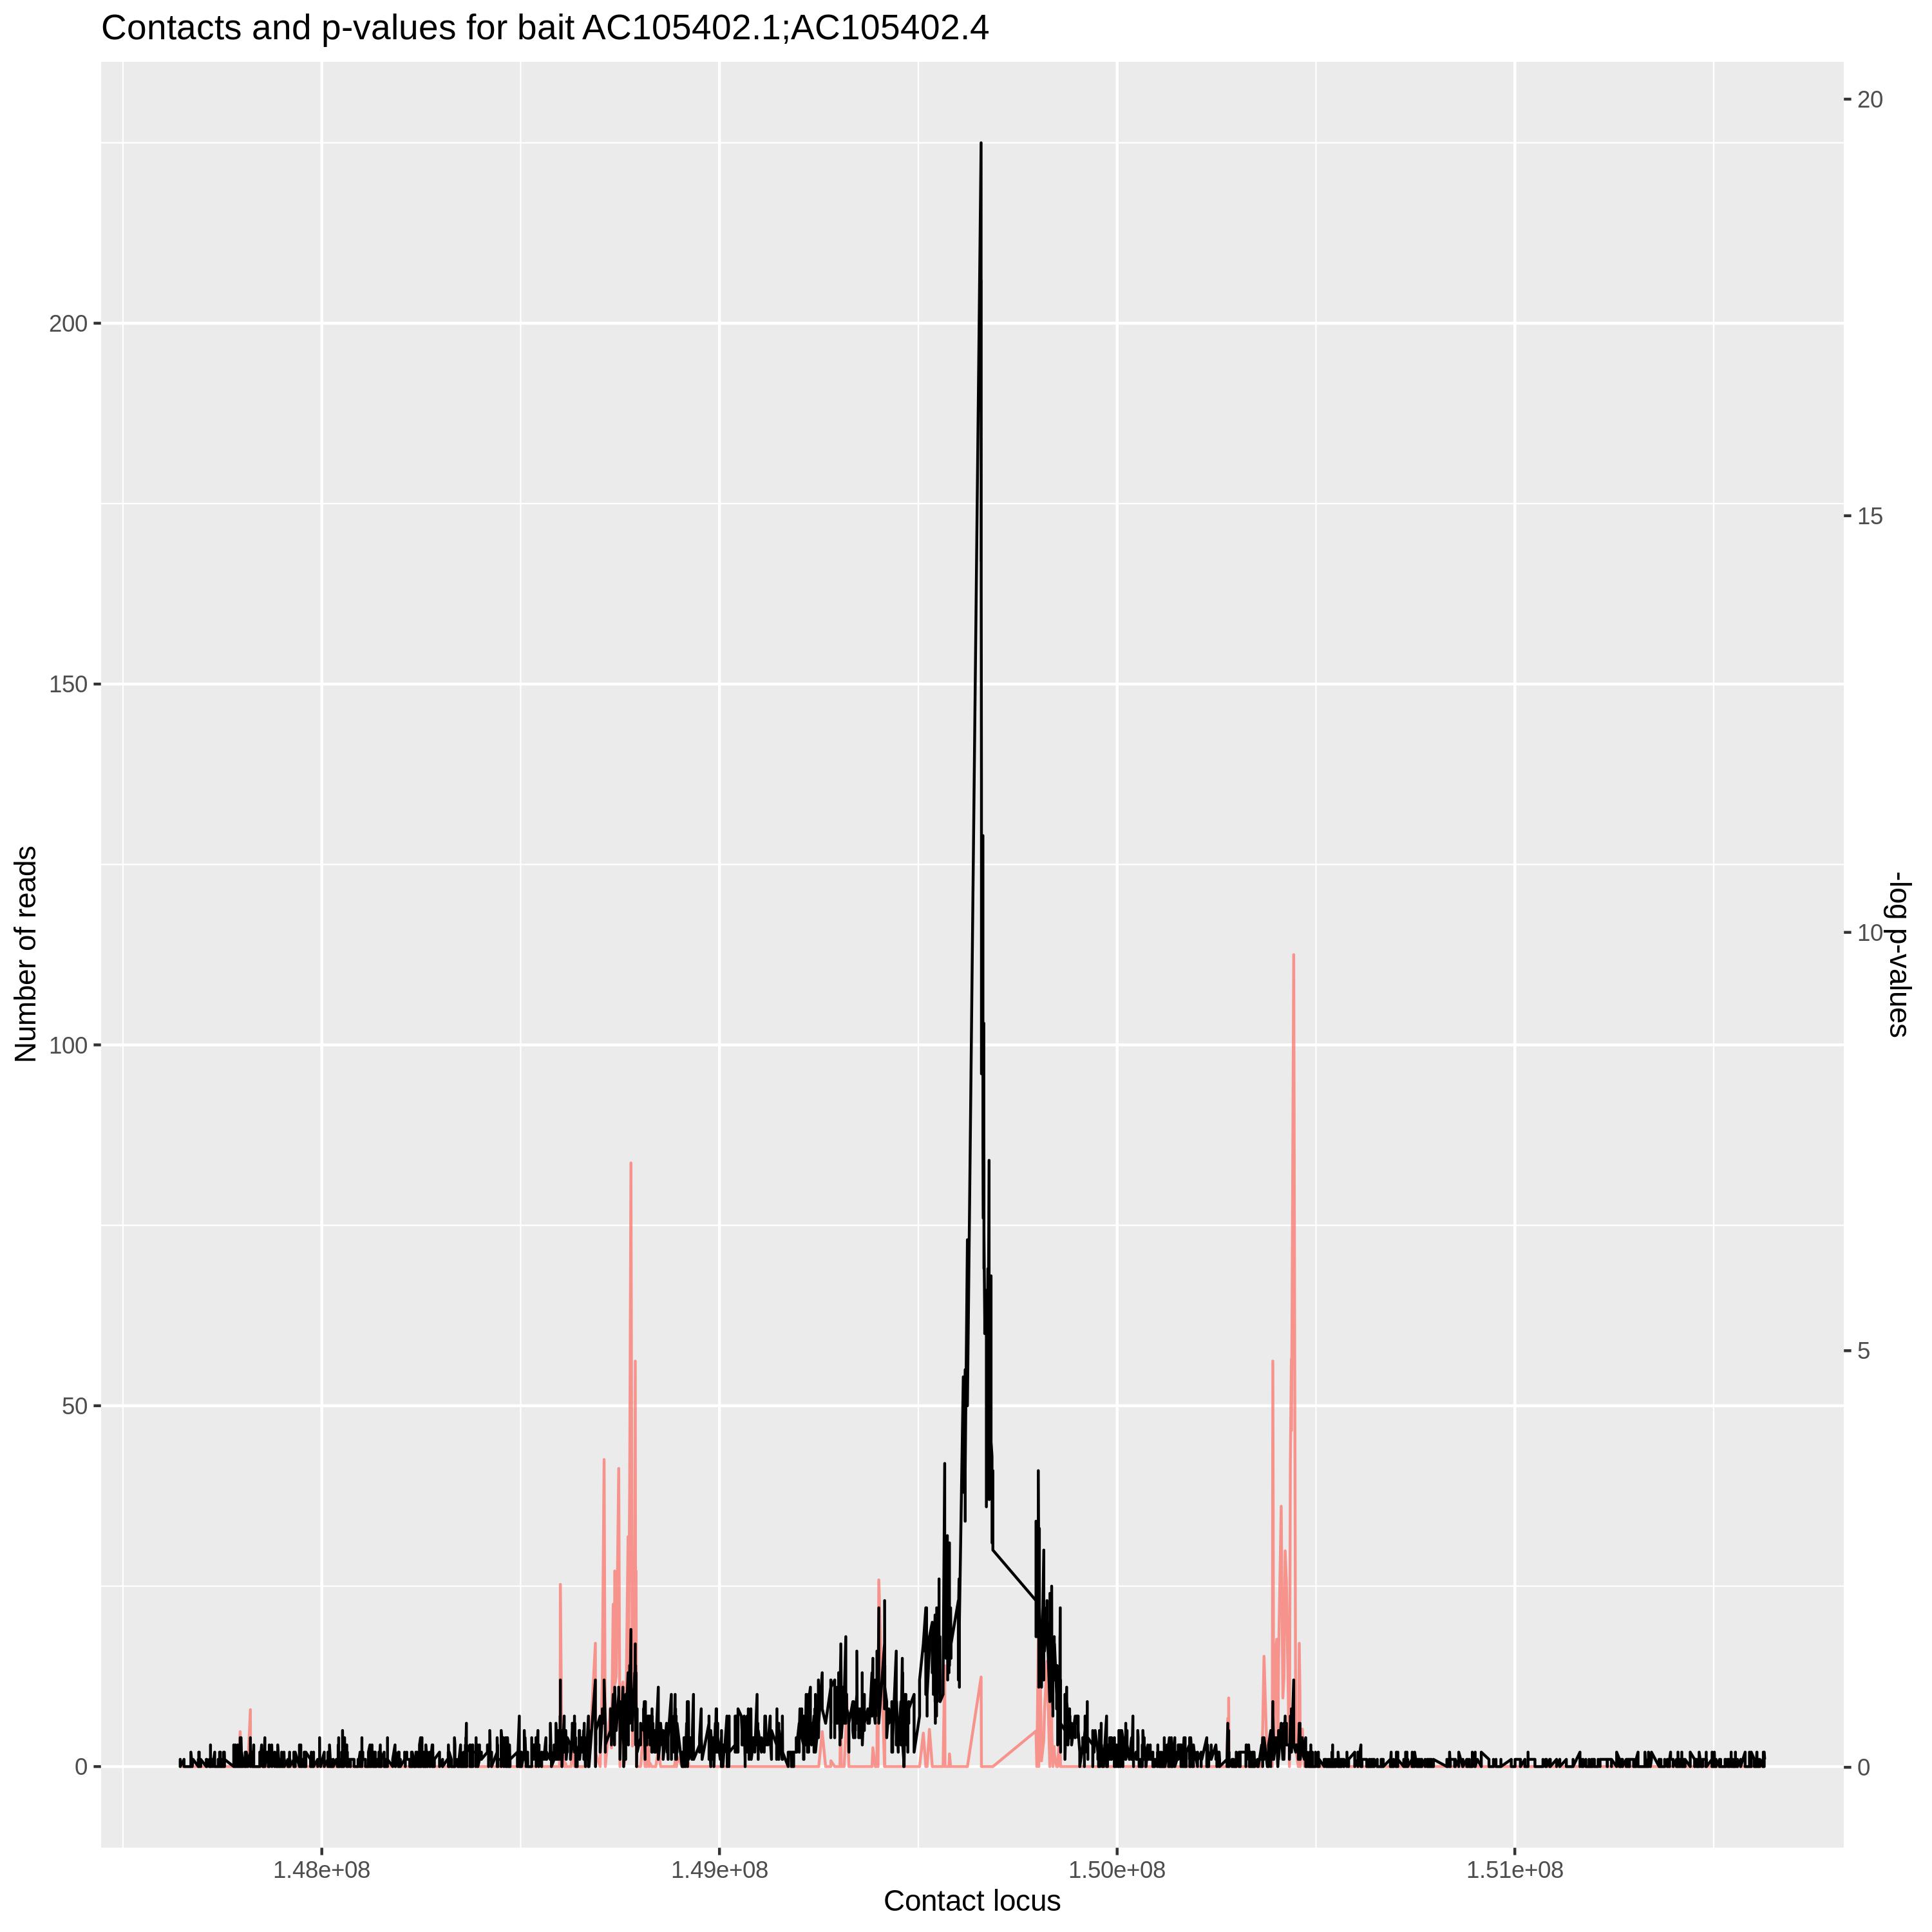 Contacts and p-values for bait AC105402.1;AC105402.4
Number of reads
200
150
100
50
0
20
15
10
5
0
-log p-values
1.48e+08 1.49e+08 1.50e+08 1.51e+08
Contact locus